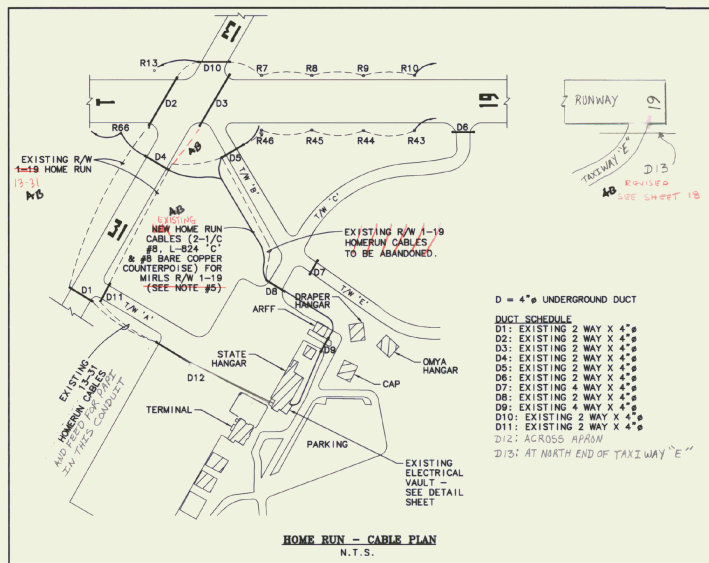 R13
D10
R7
R8
R9
R10
D2
D3
1
19
R66
D4
AB
D5
R46
R45
R44
R43
D6
RUNWAY
19
TAXIWAY "E"
D13
AB REVISED
SEE SHEET 18
EXISTING R/W
1-19 HOME RUN
13-31
AB
T/W 'B'
T/W 'C'
AB
EXISTING
NEW HOME RUN
CABLES (2-1/C
#8, L-824 'C'
& #8 BARE COPPER
COUNTERPOISE) FOR
MIRLS R/W 1-19
(SEE NOTE #5)
EXISTING R/W 1-19
HOMERUN CABLES
TO BE ABANDONED.
D7
D1
D11
T/W 'A'
D8
T/W 'E'
DRAPER
HANGAR
ARFF
D9
OMYA
HANGAR
CAP
STATE
HANGAR
D12
TERMINAL
PARKING
EXISTING
13-31
HOMERUN CABLES
AND FEED FOR PAPI
IN THIS CONDUIT
EXISTING
ELECTRICAL
VAULT -
SEE DETAIL
SHEET
D = 4"ø UNDERGROUND DUCT
DUCT SCHEDULE
D1: EXISTING 2 WAY X 4"ø
D2: EXISTING 2 WAY X 4"ø
D3: EXISTING 2 WAY X 4"ø
D4: EXISTING 2 WAY X 4"ø
D5: EXISTING 2 WAY X 4"ø
D6: EXISTING 2 WAY X 4"ø
D7: EXISTING 4 WAY X 4"ø
D8: EXISTING 2 WAY X 4"ø
D9: EXISTING 4 WAY X 4"ø
D10: EXISTING 2 WAY X 4"ø
D11: EXISTING 2 WAY X 4"ø
D12: ACROSS APRON
D13: AT NORTH END OF TAXIWAY "E"
HOME RUN - CABLE PLAN
N.T.S.